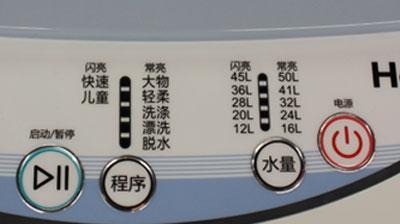 闪亮 常亮
快速 大物
儿童 轻柔
洗涤
漂洗
脱水
启动/暂停
程序
闪亮 常亮
45L 50L
36L 41L
28L 32L
20L 24L
12L 16L
水量
电源